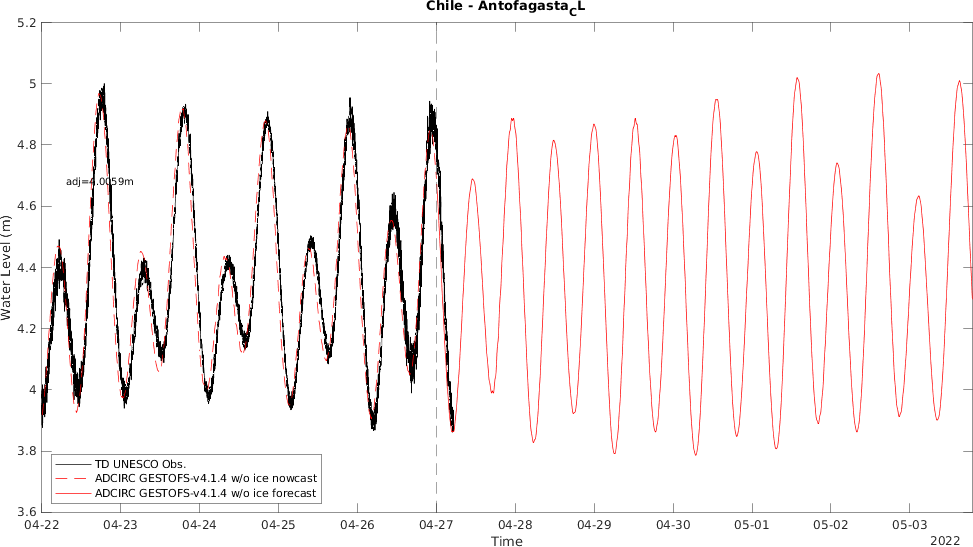 Chile - Antofagasta_CL
5.2
5
4.8
4.6
4.4
4.2
4
3.8
3.6
Water Level (m)
adj=4.0059m
TD UNESCO Obs.
ADCIRC GESTOFS-v4.1.4 w/o ice nowcast
ADCIRC GESTOFS-v4.1.4 w/o ice forecast
04-22 04-23 04-24 04-25 04-26 04-27 04-28 04-29 04-30 05-01 05-02 05-03
Time
2022